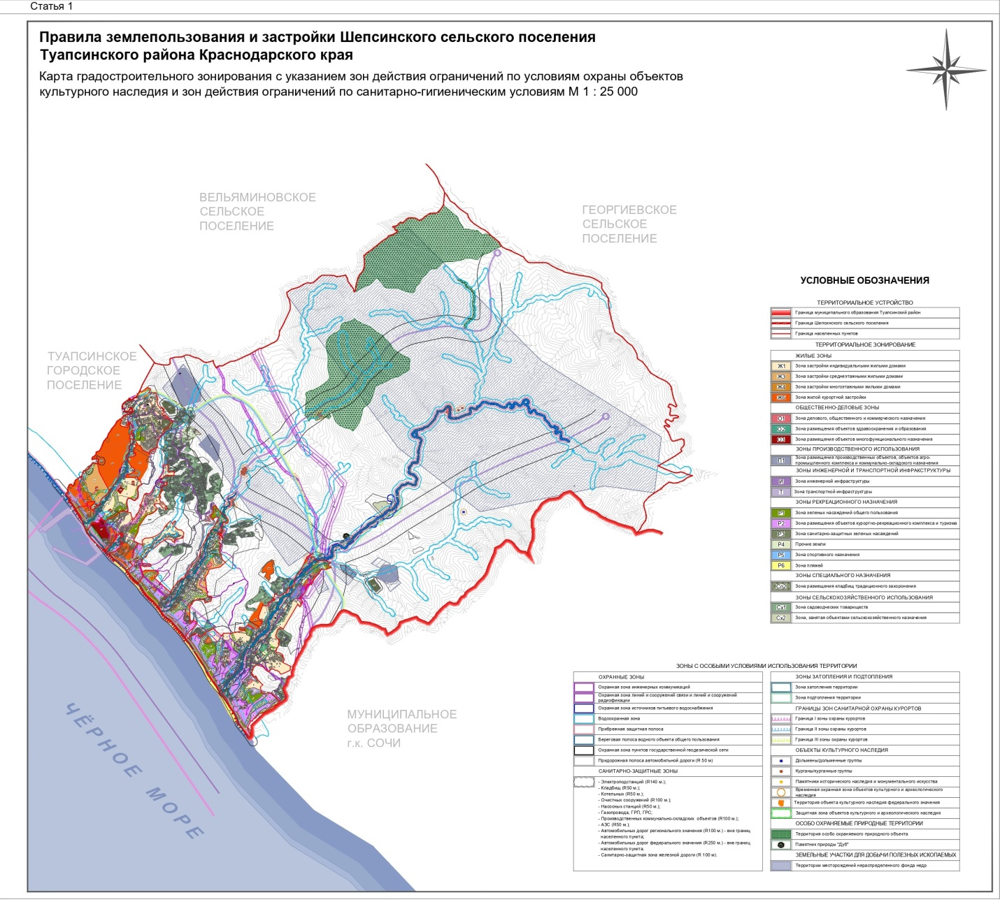 Статья 1
Правила землепользования и застройки Шепсинского сельского поселения
Туапсинского района Краснодарского края
Карта градостроительного зонирования с указанием зон действия ограничений по условиям охраны объектов
культурного наследия и зон действия ограничений по санитарно-гигиеническим условиям М 1 : 25 000
ВЕЛЬЯМИНОВСКОЕ
СЕЛЬСКОЕ
ПОСЕЛЕНИЕ
ГЕОРГИЕВСКОЕ
СЕЛЬСКОЕ
ПОСЕЛЕНИЕ
ТУАПСИНСКОЕ
ГОРОДСКОЕ
ПОСЕЛЕНИЕ
МУНИЦИПАЛЬНОЕ
ОБРАЗОВАНИЕ
г.к. СОЧИ
ЧЁРНОЕ МОРЕ
УСЛОВНЫЕ ОБОЗНАЧЕНИЯ
ТЕРРИТОРИАЛЬНОЕ УСТРОЙСТВО
Граница муниципального образования Туапсинский район
Граница Шепсинского сельского поселения
Граница населенных пунктов
ТЕРРИТОРИАЛЬНОЕ ЗОНИРОВАНИЕ
ЖИЛЫЕ ЗОНЫ
Ж1 Зона застройки индивидуальными жилыми домами
Ж3 Зона застройки среднеэтажными жилыми домами
Ж4 Зона застройки многоэтажными жилыми домами
Ж5 Зона жилой курортной застройки
ОБЩЕСТВЕННО-ДЕЛОВЫЕ ЗОНЫ
О1 Зона делового, общественного и коммерческого назначения
О2 Зона размещения объектов здравоохранения и образования
О3 Зона размещения объектов многофункционального назначения
ЗОНЫ ПРОИЗВОДСТВЕННОГО ИСПОЛЬЗОВАНИЯ
П1 Зона размещения производственных объектов, объектов агро-
промышленного комплекса и коммунально-складского назначения
ЗОНЫ ИНЖЕНЕРНОЙ И ТРАНСПОРТНОЙ ИНФРАКСТРУКТУРЫ
И Зона инженерной инфраструктуры
Т Зона транспортной инфраструктуры
ЗОНЫ РЕКРЕАЦИОННОГО НАЗНАЧЕНИЯ
Р1 Зона зеленых насаждений общего пользования
Р2 Зона размещения объектов курортно-рекреационного комплекса и туризма
Р3 Зона санитарно-защитных зеленых насаждений
Р4 Прочие земли
Р5 Зона спортивного назначения
Р6 Зона пляжей
ЗОНЫ СПЕЦИАЛЬНОГО НАЗНАЧЕНИЯ
Сп2 Зона размещения кладбищ традиционного захоронения
ЗОНЫ СЕЛЬСКОХОЗЯЙСТВЕННОГО ИСПОЛЬЗОВАНИЯ
Сх1 Зона садоводческих товариществ
Сх2 Зона, занятая объектами сельскохозяйственного назначения
ЗОНЫ С ОСОБЫМИ УСЛОВИЯМИ ИСПОЛЬЗОВАНИЯ ТЕРРИТОРИИ
ОХРАННЫЕ ЗОНЫ
Охранная зона инженерных коммуникаций
Охранная зона линий и сооружений связи и линий и сооружений
радиофикации
Охранная зона источников питьевого водоснабжения
Водоохранная зона
Прибрежная защитная полоса
Береговая полоса водного объекта общего пользования
Охранная зона пунктов государственной геодезической сети
Придорожная полоса автомобильной дороги (R 50 м)
САНИТАРНО-ЗАЩИТНЫЕ ЗОНЫ
- Электроподстанций (R140 м.);
- Кладбищ (R50 м.);
- Котельных (R50 м.);
- Очистных сооружений (R100 м.);
- Насосных станций (R50 м.);
- Газопровода, ГРП, ГРС;
- Производственных коммунально-складских объектов (R100 м.);
- АЗС (R50 м.);
- Автомобильных дорог регионального значения (R100 м.) - вне границ
населенного пункта;
- Автомобильных дорог федерального значения (R250 м.) - вне границ
населенного пункта.
- Санитарно-защитная зона железной дороги (R 100 м).
ЗОНЫ ЗАТОПЛЕНИЯ И ПОДТОПЛЕНИЯ
Зона затопления территории
Зона подтопления территории
ГРАНИЦЫ ЗОН САНИТАРНОЙ ОХРАНЫ КУРОРТОВ
Граница I зоны охраны курортов
Граница II зоны охраны курортов
Граница III зоны охраны курортов
ОБЪЕКТЫ КУЛЬТУРНОГО НАСЛЕДИЯ
Дольмены/дольменные группы
Курганы/курганные группы
Памятники исторического наследия и монументального искусства
Временная охранная зона объектов культурного и археологического
наследия
Территория объекта культурного наследия федерального значения
Защитная зона объектов культурного и археологического наследия
ОСОБО ОХРАНЯЕМЫЕ ПРИРОДНЫЕ ТЕРРИТОРИИ
Территория особо охраняемого природного объекта
Памятник природы "Дуб"
ЗЕМЕЛЬНЫЕ УЧАСТКИ ДЛЯ ДОБЫЧИ ПОЛЕЗНЫХ ИСКОПАЕМЫХ
Территории месторождений нераспределенного фонда недр